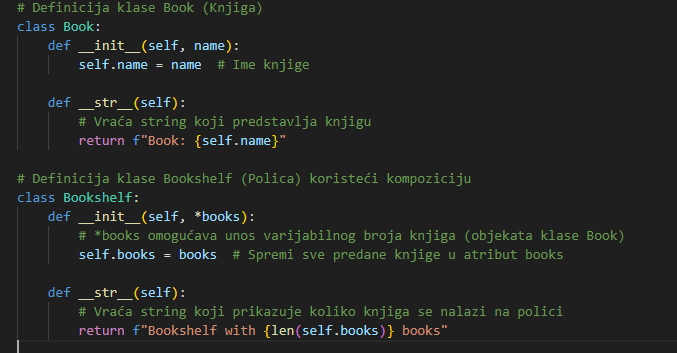 # Definicija klase Book (Knjiga)
class Book:
    def __init__(self, name):
        self.name = name  # Ime knjige

    def __str__(self):
        # Vraća string koji predstavlja knjigu
        return f"Book: {self.name}"

# Definicija klase Bookshelf (Polica) koristeći kompoziciju
class Bookshelf:
    def __init__(self, *books):
        # *books omogućava unos varijabilnog broja knjiga (objekata klase Book)
        self.books = books  # Spremi sve predane knjige u atribut books

    def __str__(self):
        # Vraća string koji prikazuje koliko knjiga se nalazi na polici
        return f"Bookshelf with {len(self.books)} books"